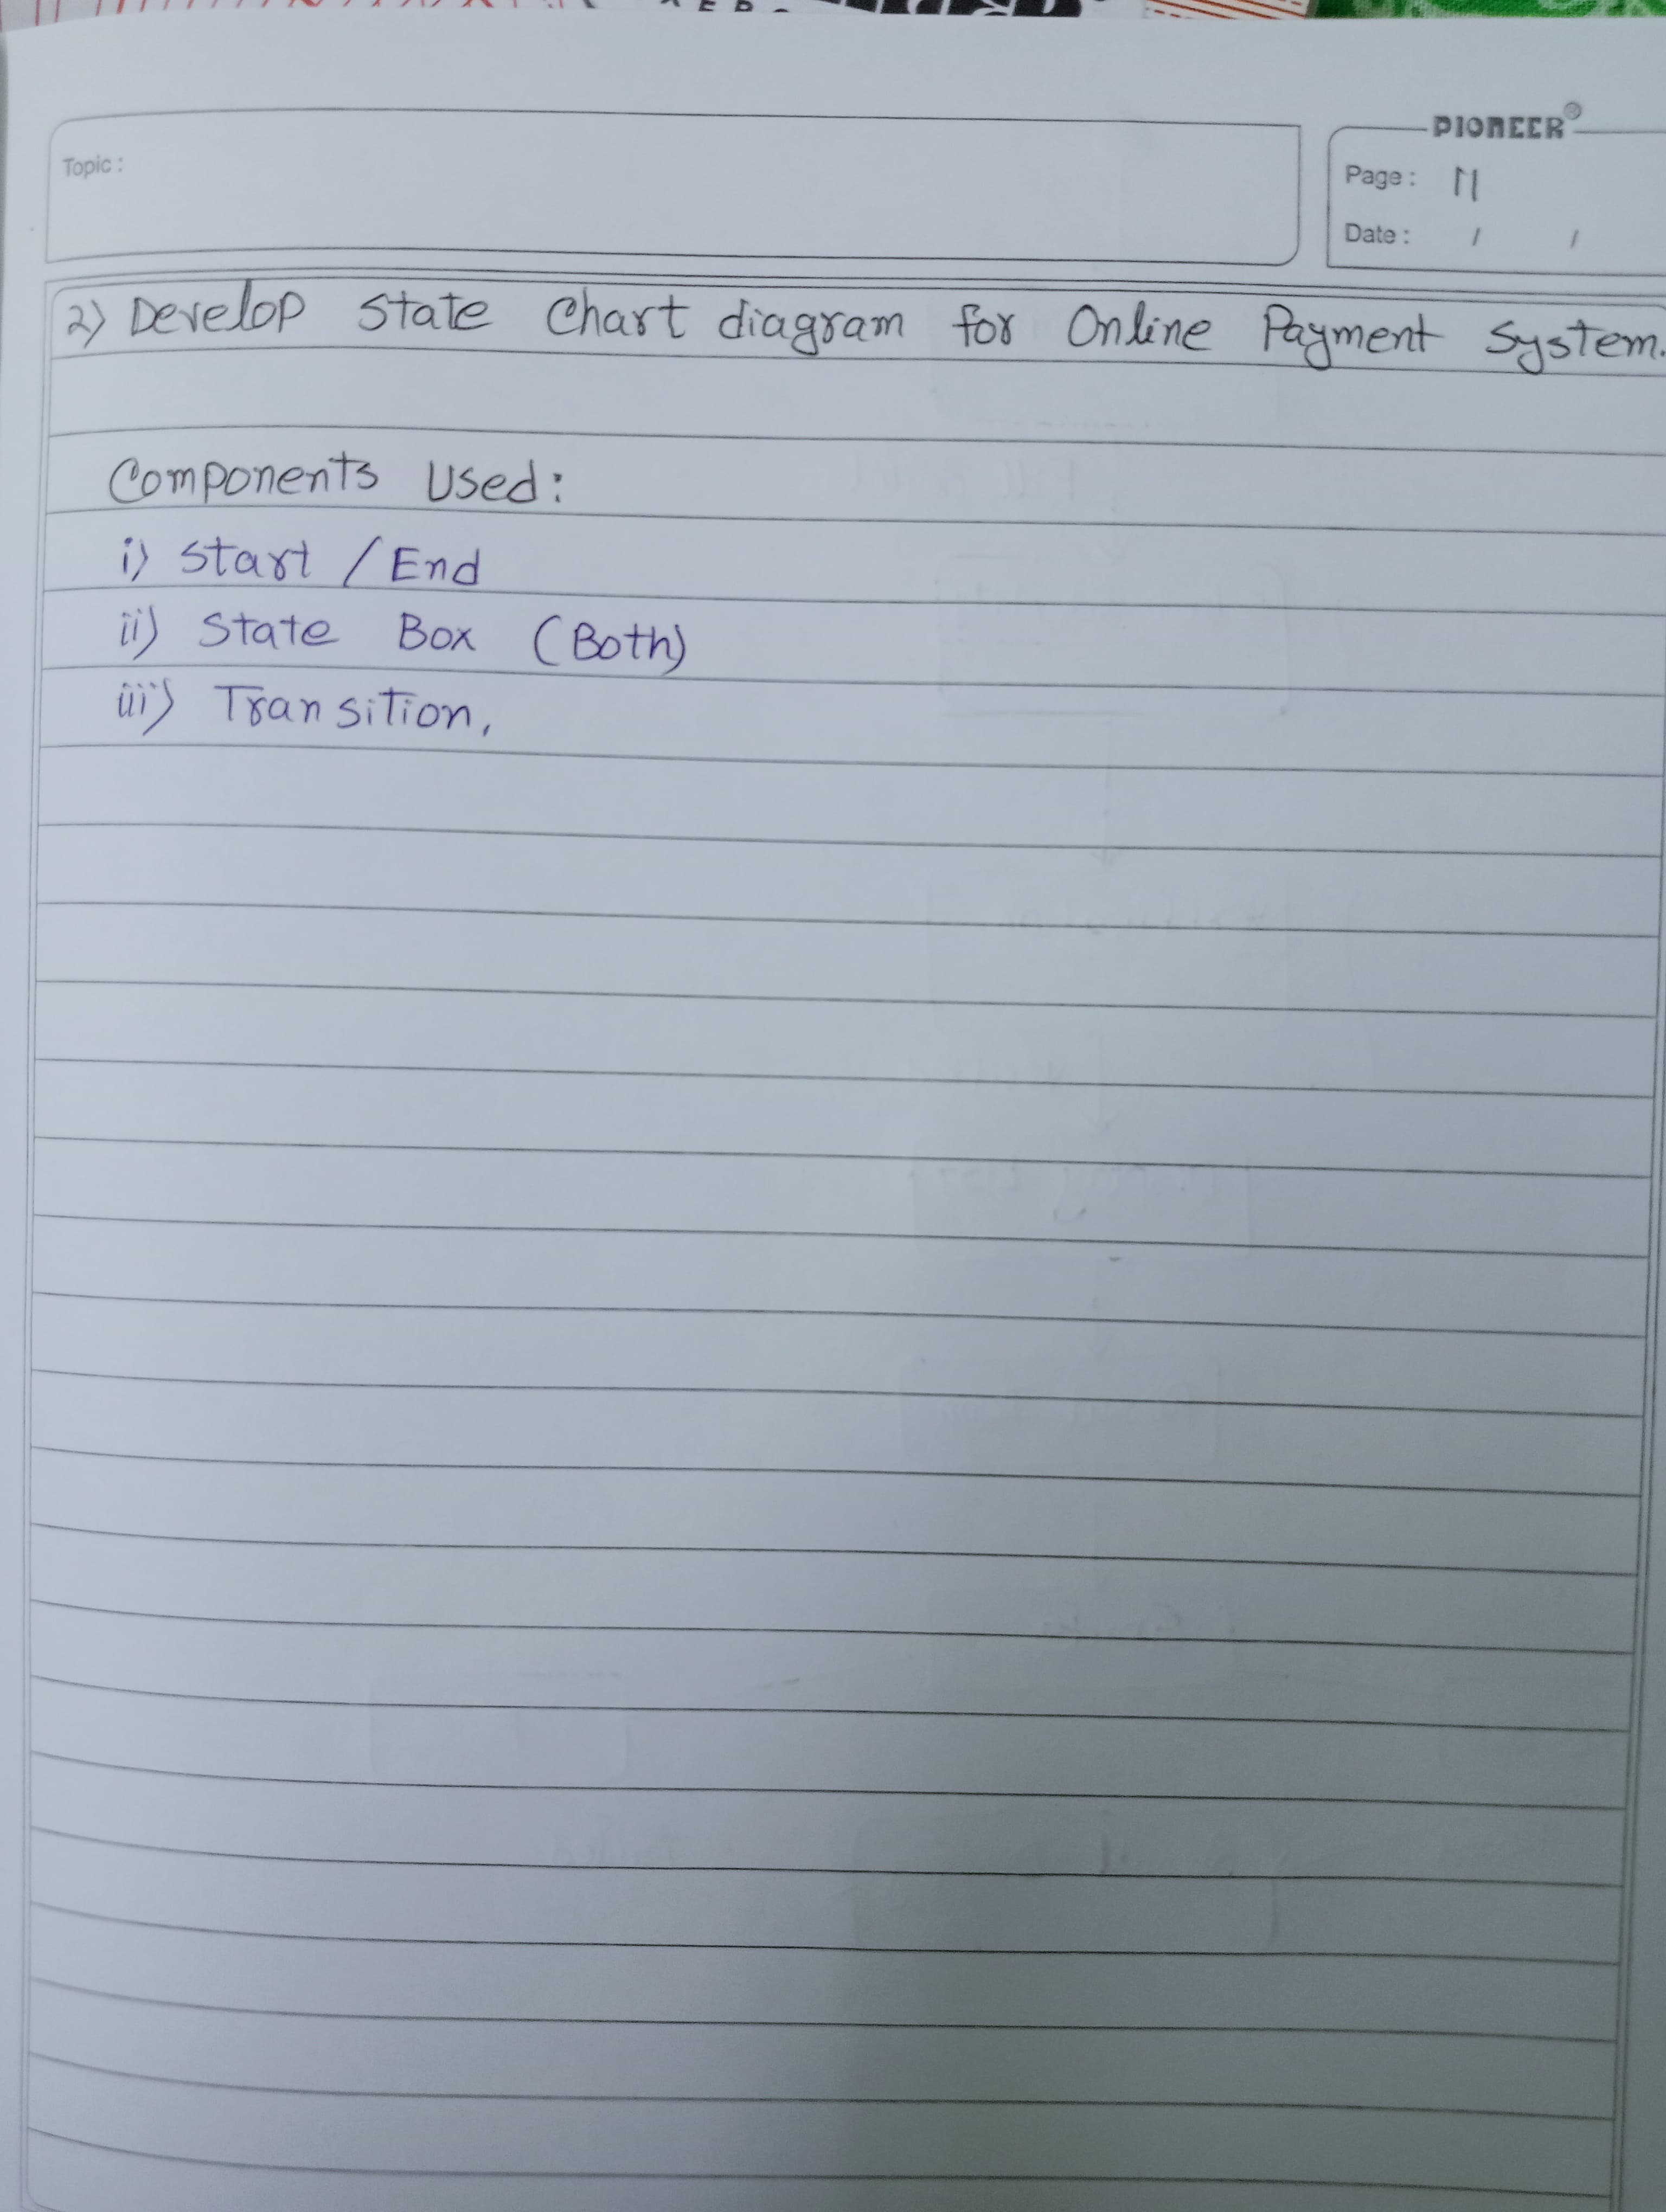 PIONEER®
Topic :
Page : 11
Date : / /
2) Develop State Chart diagram for Online Payment System.
Components Used:
i) Start / End
ii) State Box (Both)
iii) Transition,